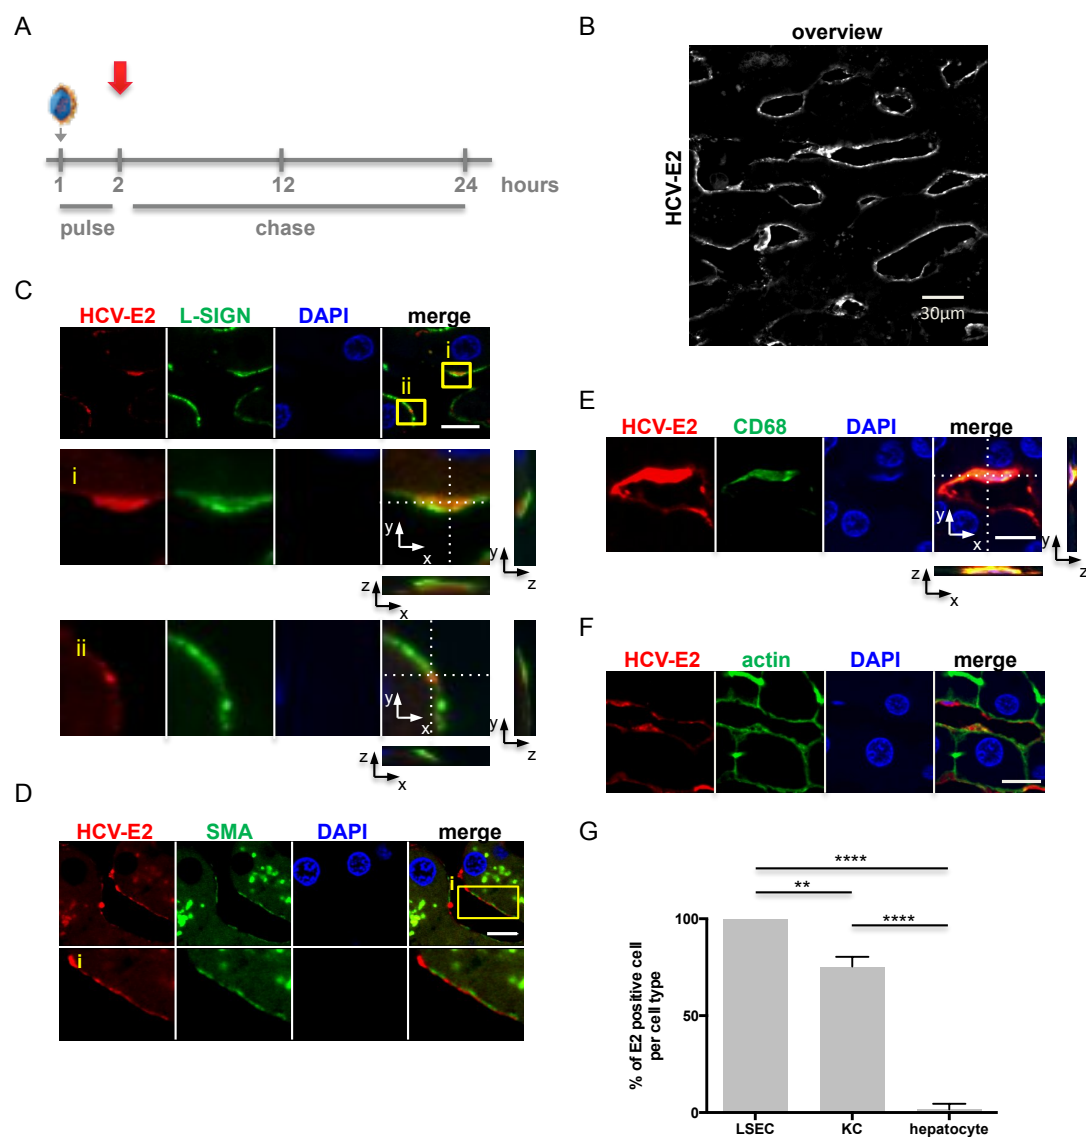 A
1
2
12
24
hours
pulse
chase
B
overview
HCV-E2
30µm
C
HCV-E2 L-SIGN DAPI merge
i
ii
i
y
x
y
z
z
x
ii
y
x
y
z
z
x
D
HCV-E2 SMA DAPI merge
i
i
E
HCV-E2 CD68 DAPI merge
y
x
y
z
z
x
F
HCV-E2 actin DAPI merge
G
****
**
****
100
50
0
% of E2 positive cell
per cell type
LSEC KC hepatocyte